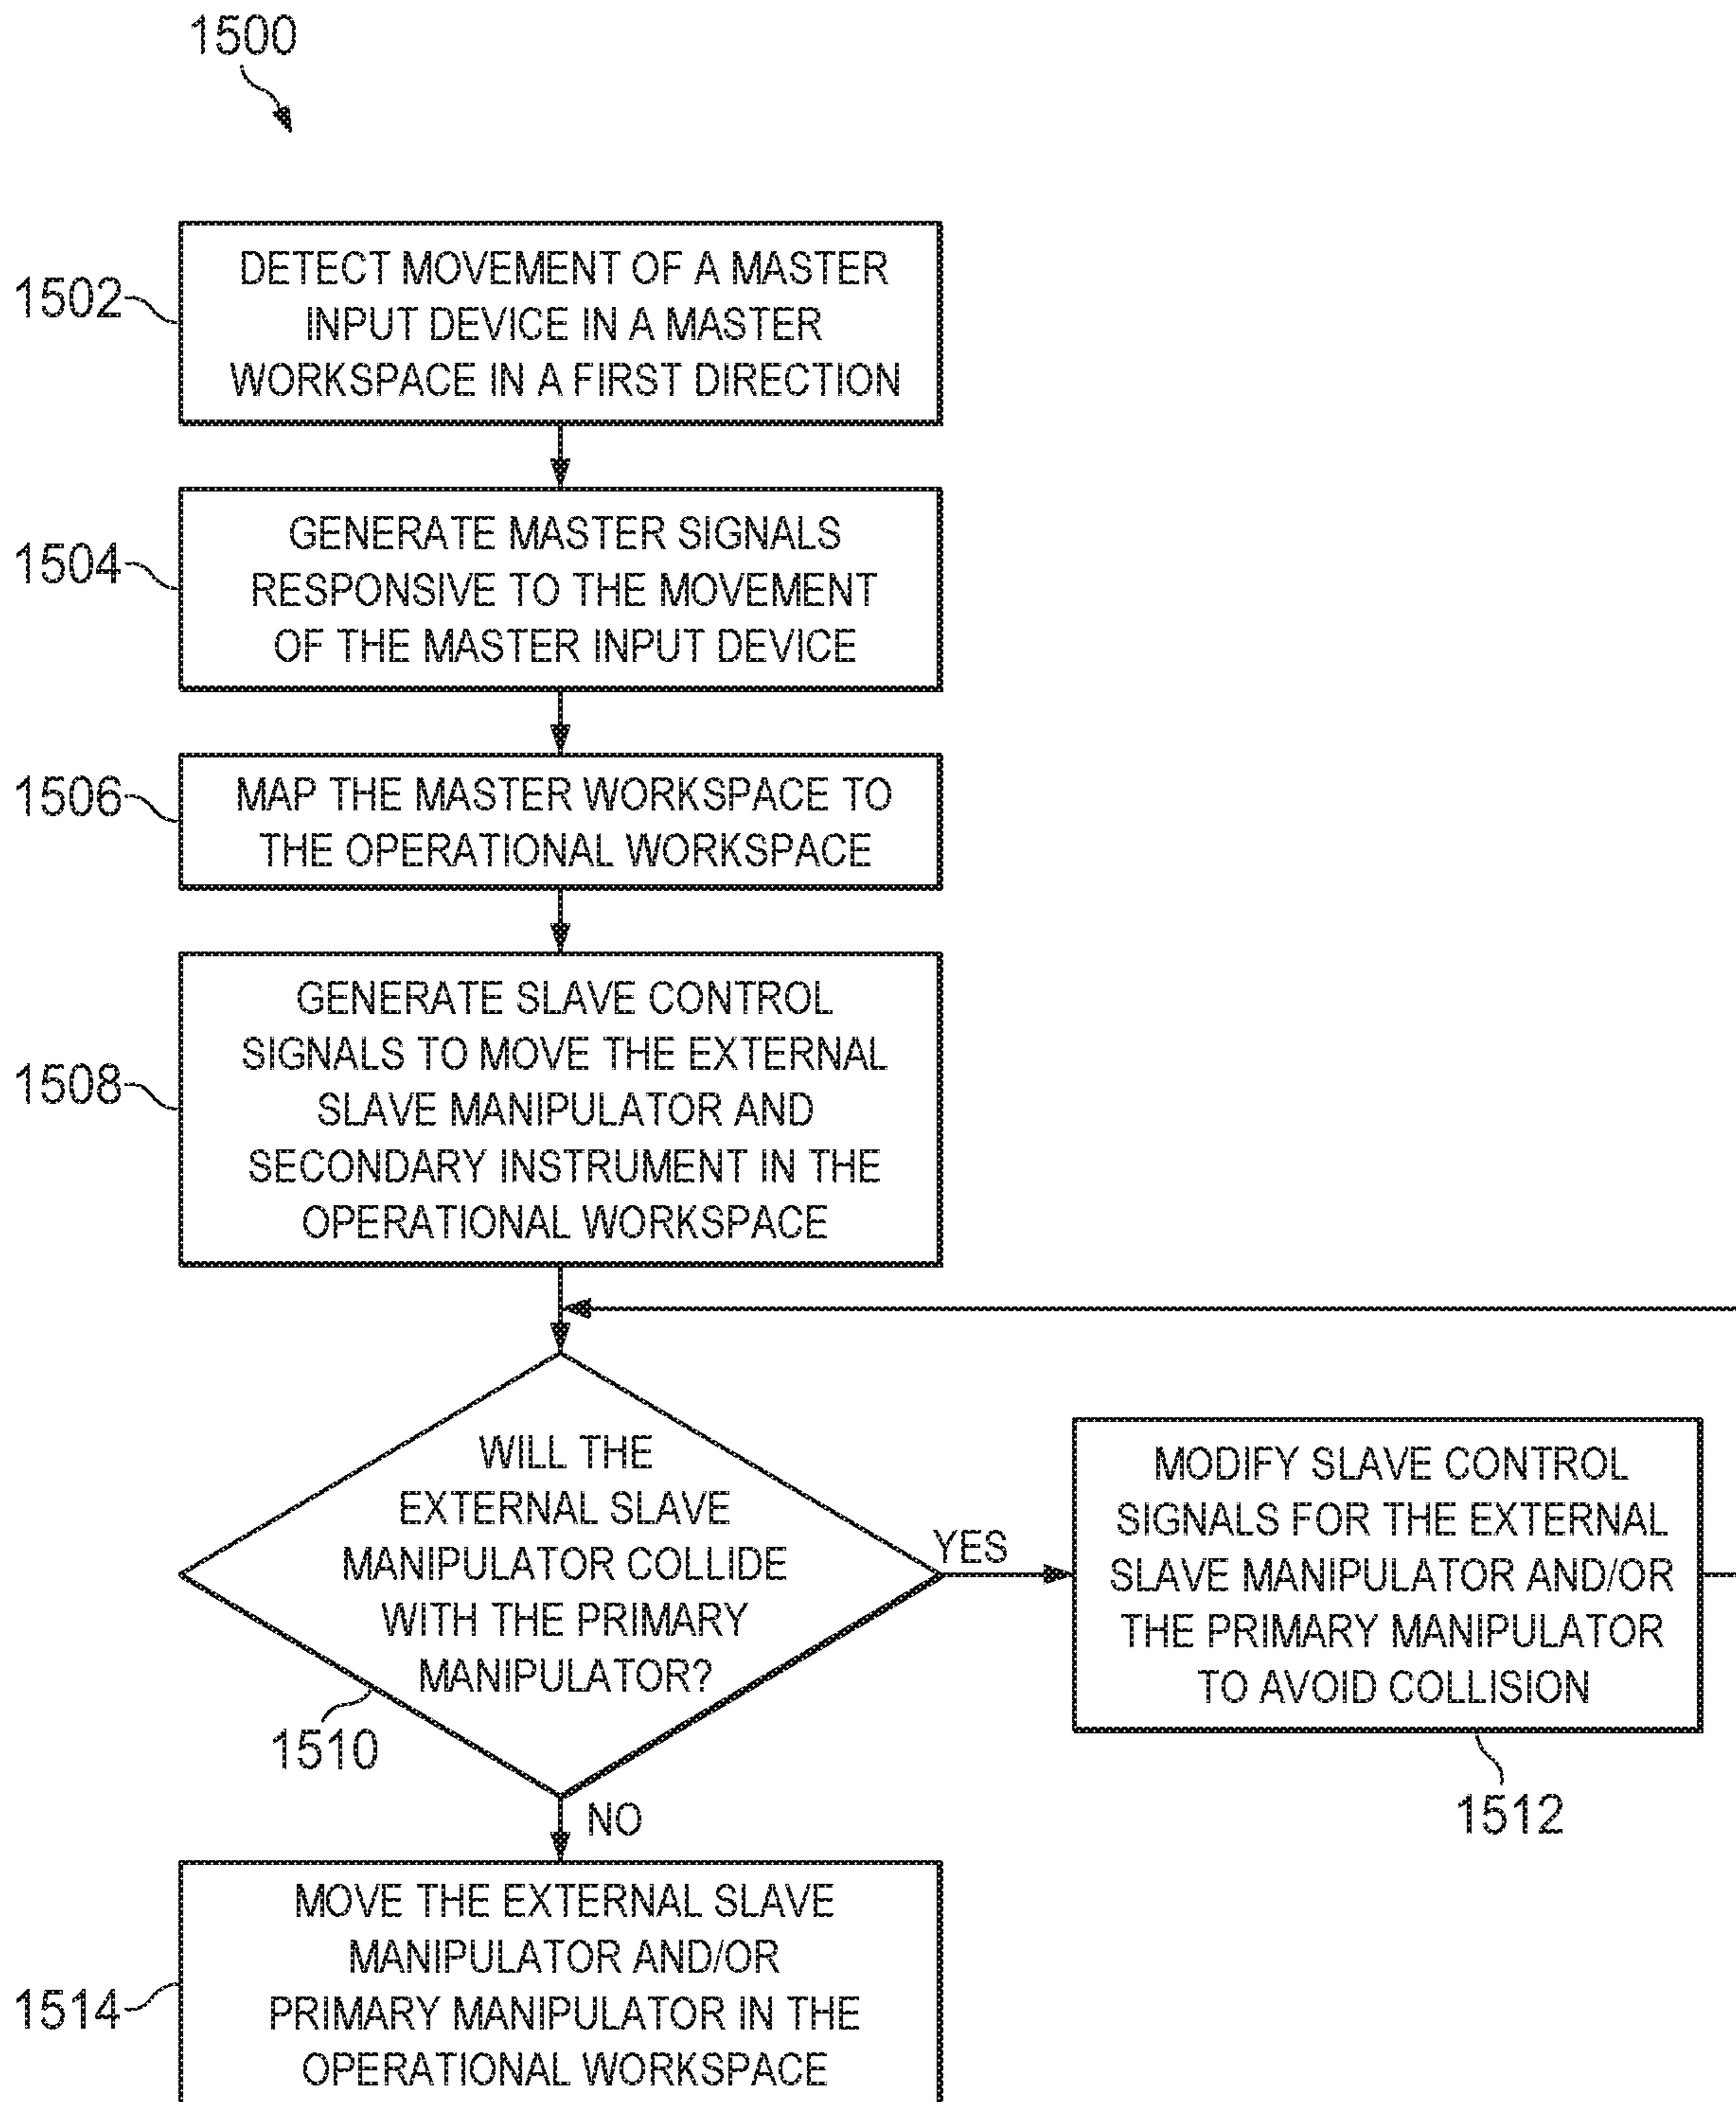 1500
1502
DETECT MOVEMENT OF A MASTER
INPUT DEVICE IN A MASTER
WORKSPACE IN A FIRST DIRECTION
1504
GENERATE MASTER SIGNALS
RESPONSIVE TO THE MOVEMENT
OF THE MASTER INPUT DEVICE
1506
MAP THE MASTER WORKSPACE TO
THE OPERATIONAL WORKSPACE
1508
GENERATE SLAVE CONTROL
SIGNALS TO MOVE THE EXTERNAL
SLAVE MANIPULATOR AND
SECONDARY INSTRUMENT IN THE
OPERATIONAL WORKSPACE
WILL THE
EXTERNAL SLAVE
MANIPULATOR COLLIDE
WITH THE PRIMARY
MANIPULATOR?
1510
YES
MODIFY SLAVE CONTROL
SIGNALS FOR THE EXTERNAL
SLAVE MANIPULATOR AND/OR
THE PRIMARY MANIPULATOR
TO AVOID COLLISION
1512
NO
1514
MOVE THE EXTERNAL SLAVE
MANIPULATOR AND/OR
PRIMARY MANIPULATOR IN THE
OPERATIONAL WORKSPACE